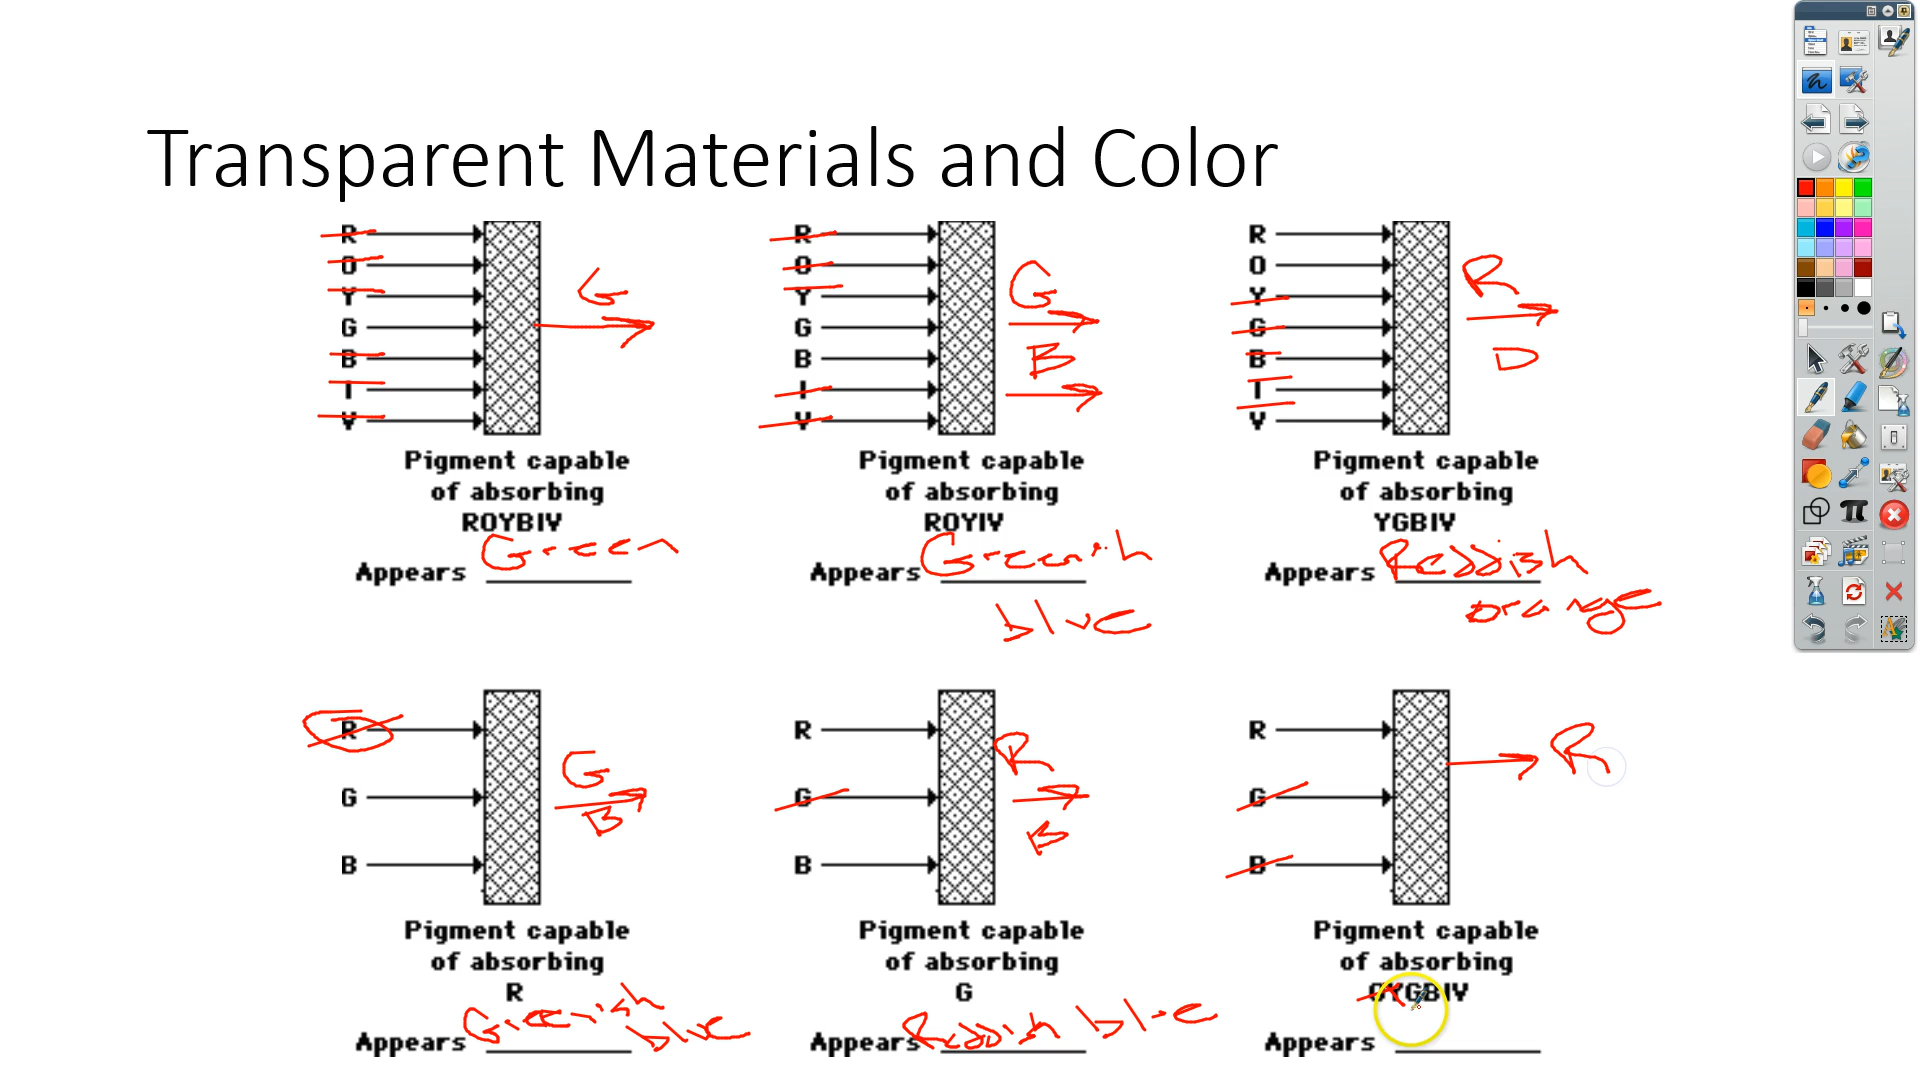 Transparent Materials and Color
R
O
Y
G
B
I
V
G
Pigment capable
of absorbing
ROYBIV
Appears Green
R
O
Y
G
B
I
V
G
B
Pigment capable
of absorbing
ROYIV
Appears Greenish
blue
R
O
Y
G
B
I
V
R
O
Pigment capable
of absorbing
YGBIV
Appears Reddish
orange
R
G
B
G
B
Pigment capable
of absorbing
R
Appears Greenish
blue
R
G
B
R
B
Pigment capable
of absorbing
G
Appears Reddish blue
R
G
B
R
Pigment capable
of absorbing
OYGBIV
Appears